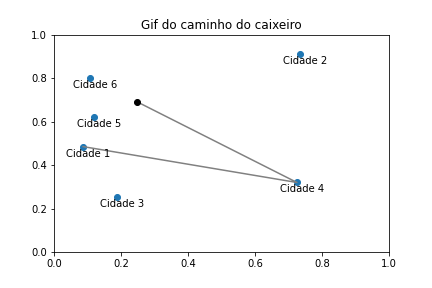 Gif do caminho do caixeiro
1.0
Cidade 2
0.8
Cidade 6
0.6
Cidade 5
Cidade 1
0.4
Cidade 4
0.2
Cidade 3
0.0
0.0 0.2 0.4 0.6 0.8 1.0